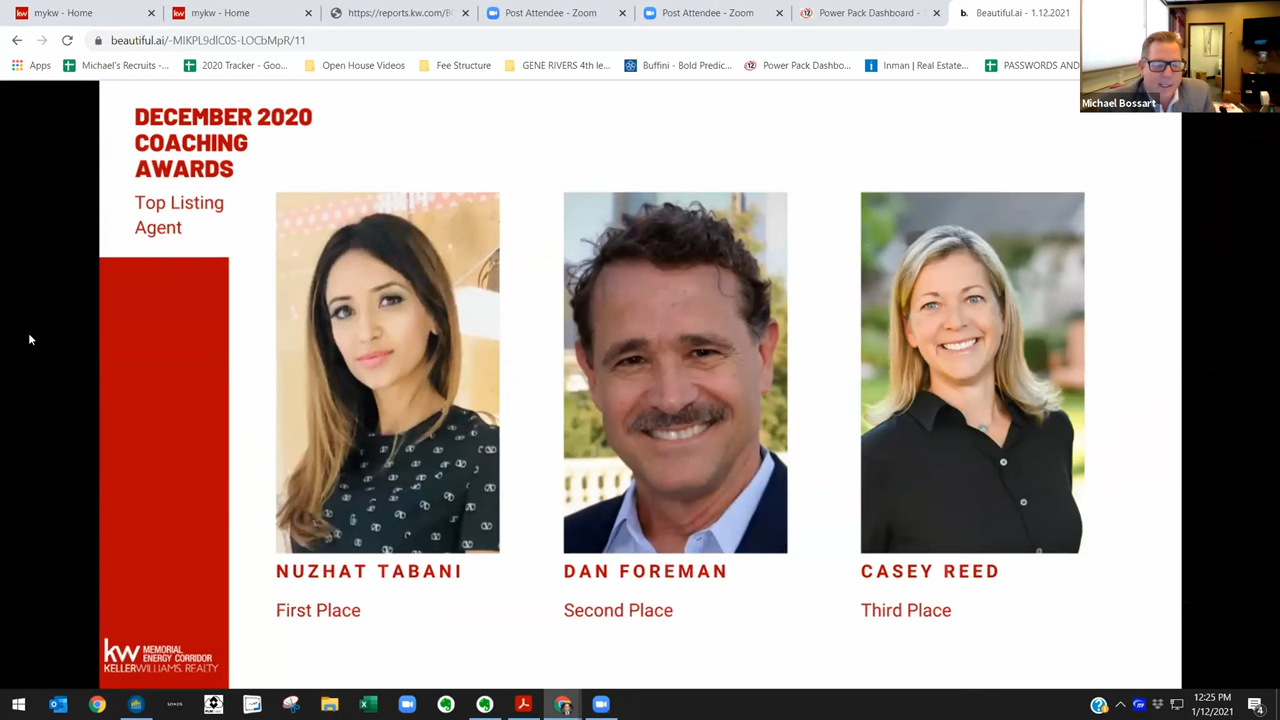 mykw - Home
mykw - Home
https://reports.kw.com/
Post Attendee - Zoom
Post Attendee - Zoom
Power Pack Dashboard -
b. Beautiful.ai - 1.12.2021
beautiful.ai/-MIKPL9dlC0S-LOCbMpR/11
Apps
Michael's Recruits -...
2020 Tracker - Goo...
Open House Videos
Fee Structure
GENE RIVERS 4th le...
Buffini - Bold Predic...
Power Pack Dashbo...
Inman | Real Estate...
PASSWORDS AND
Michael Bossart
DECEMBER 2020
COACHING
AWARDS
Top Listing
Agent
NUZHAT TABANI
DAN FOREMAN
CASEY REED
First Place
Second Place
Third Place
kw MEMORIAL
ENERGY CORRIDOR
KELLERWILLIAMS. REALTY
SONOS
12:25 PM
1/12/2021
4